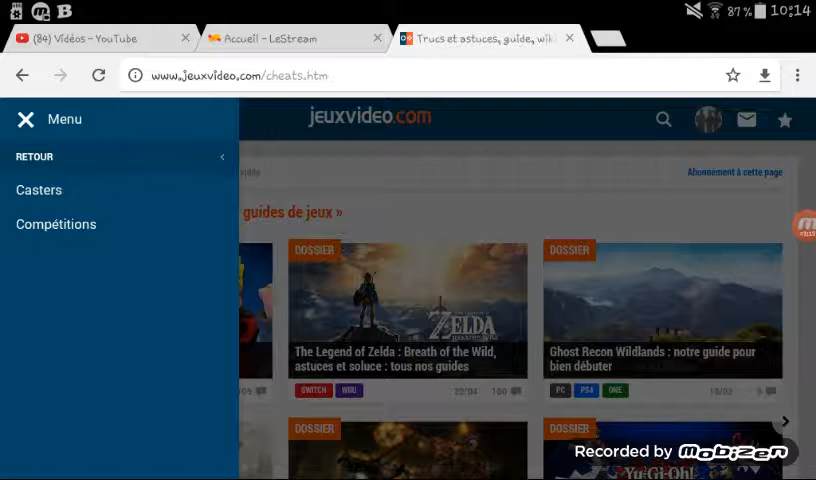 B 87 % 10:14
(84) Vidéos - YouTube
Accueil - LeStream
Trucs et astuces, guide, wiki
www.jeuxvideo.com/cheats.htm
Menu
jeuxvideo.com
RETOUR
Abonnement à cette page
Casters
guides de jeux »
Compétitions
DOSSIER
DOSSIER
ZELDA
The Legend of Zelda : Breath of the Wild,
astuces et soluce : tous nos guides
Ghost Recon Wildlands : notre guide pour
bien débuter
SWITCH WIIU 22/04 100
PC PS4 ONE
DOSSIER
DOSSIER
Recorded by Mobizen
Yu-Gi-Oh!